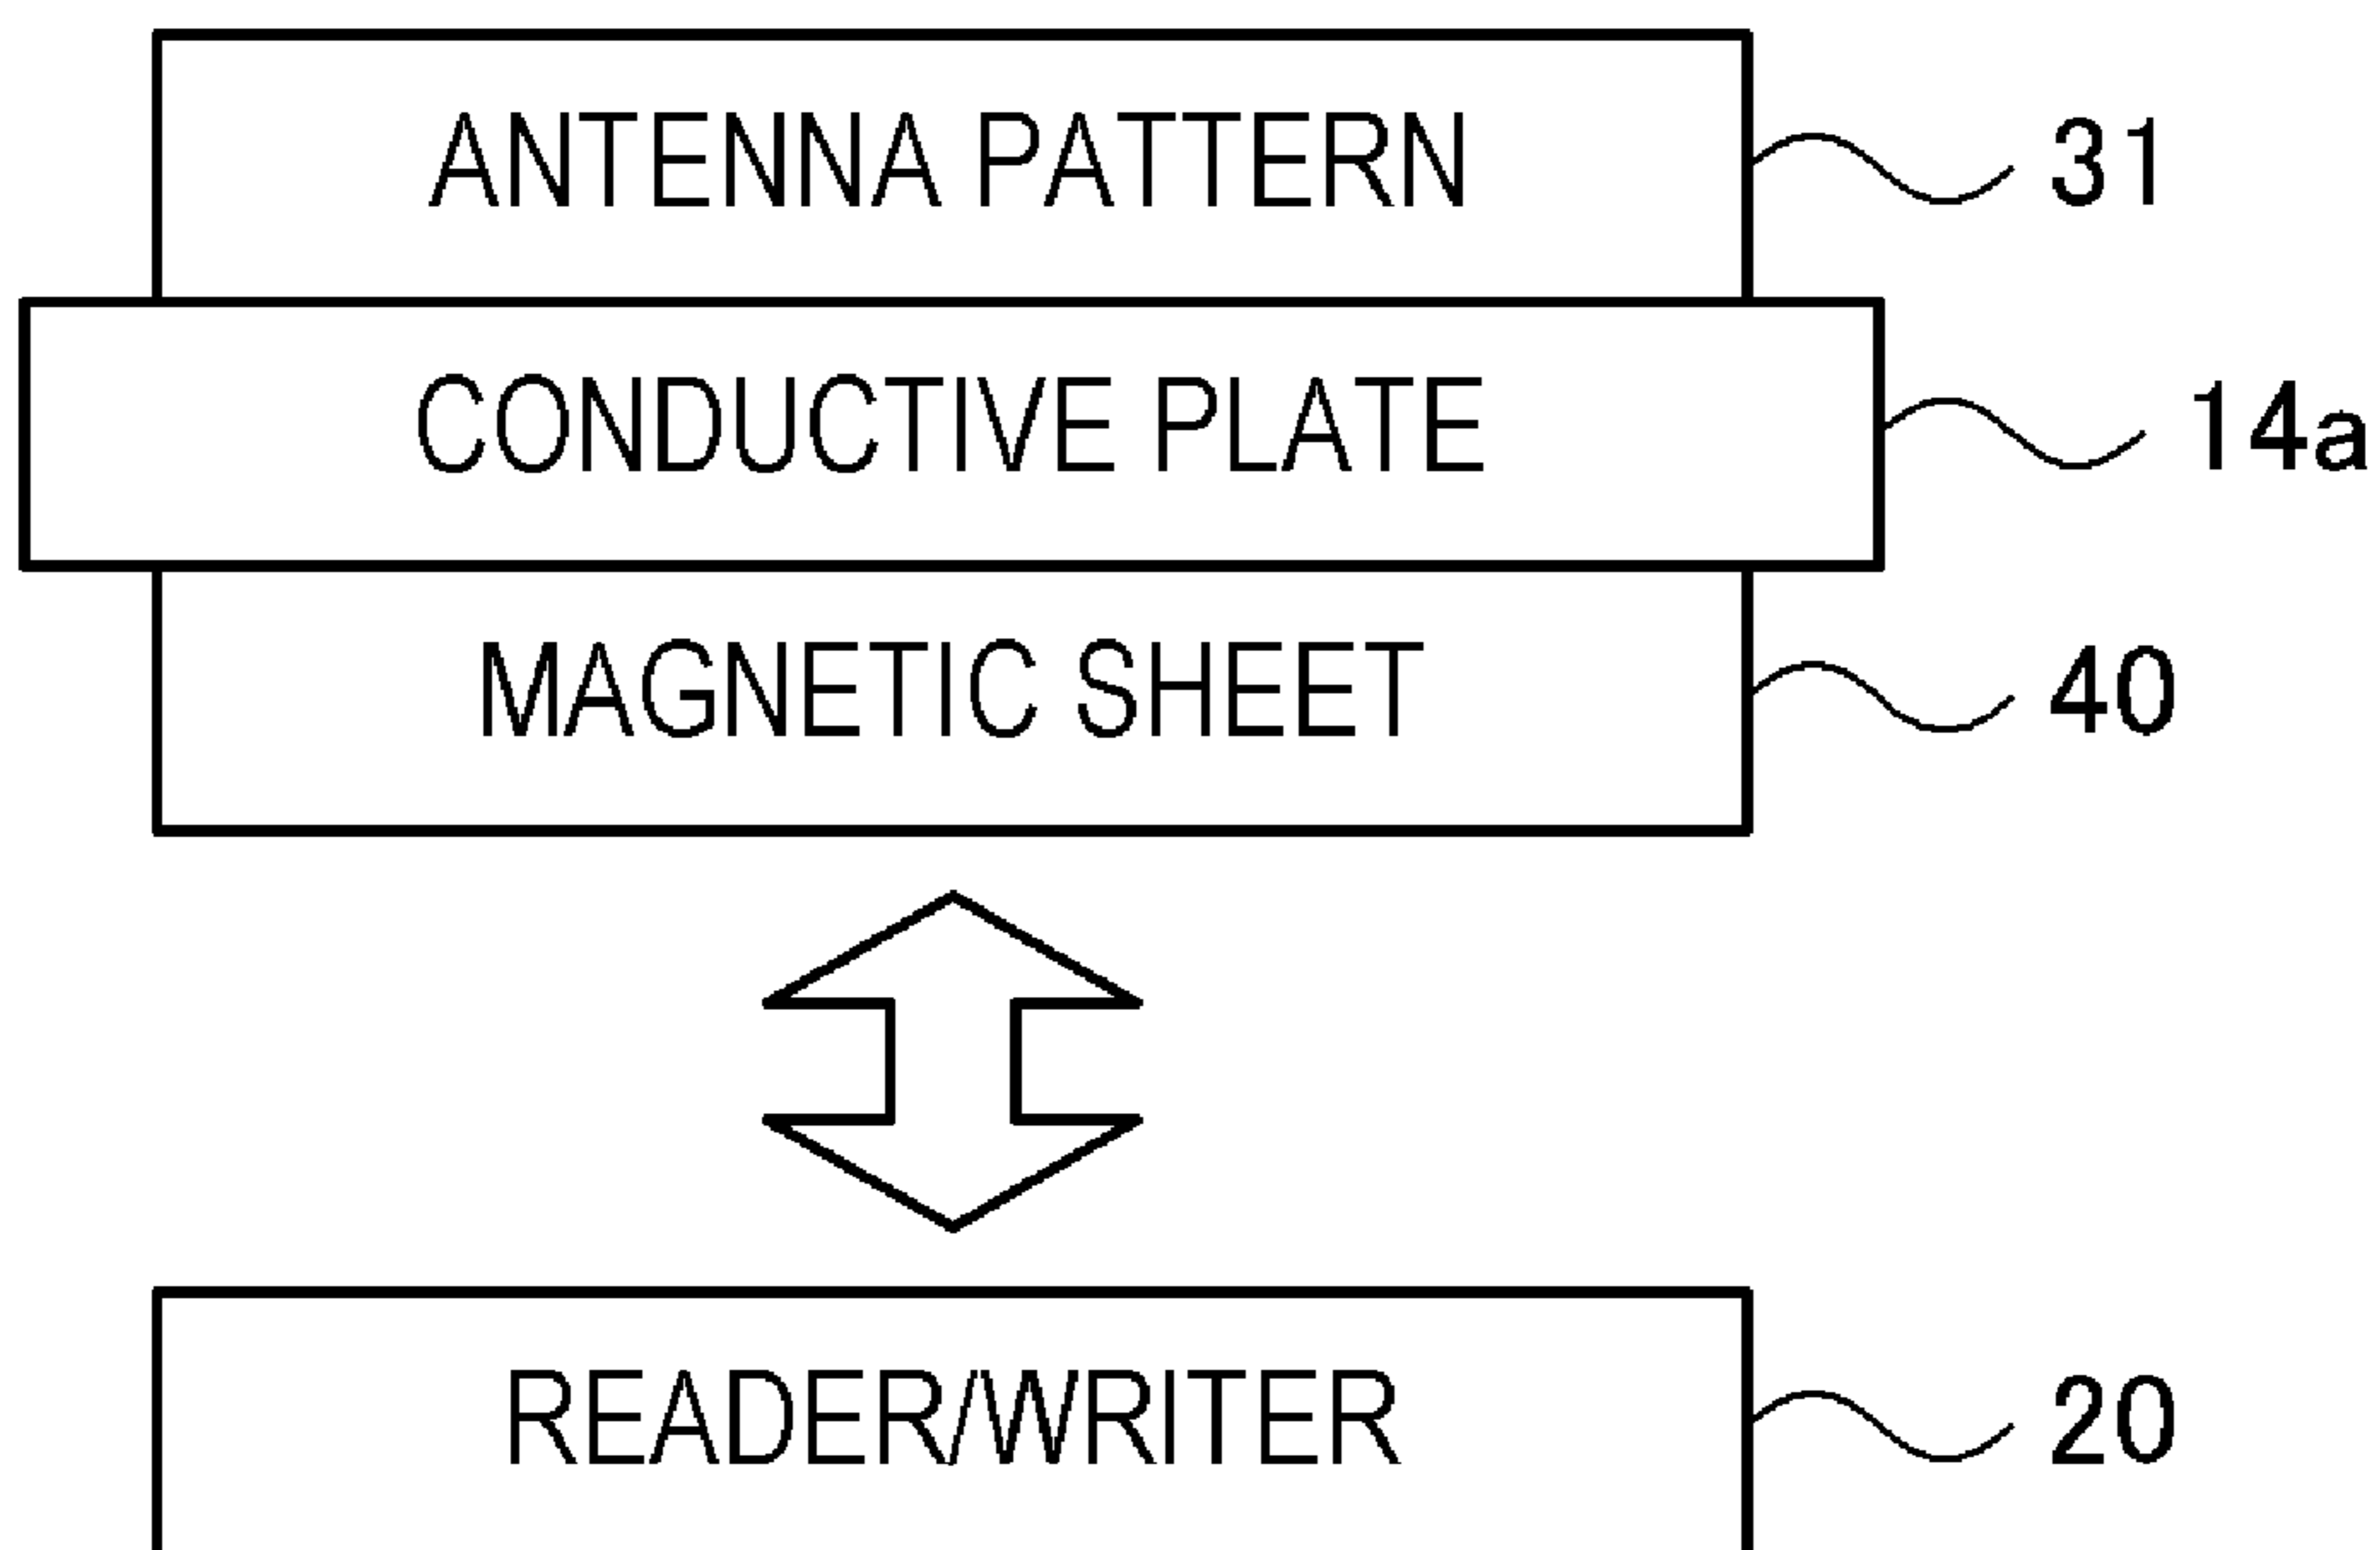 ANTENNA PATTERN 31
CONDUCTIVE PLATE 14a
MAGNETIC SHEET 40
READER/WRITER 20